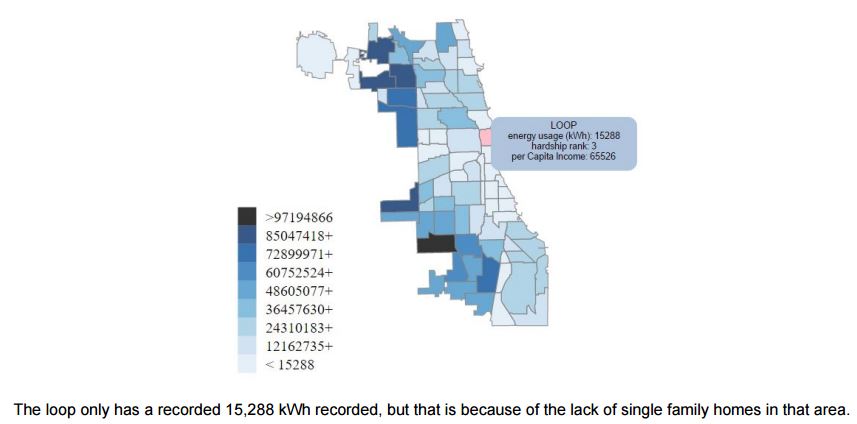 LOOP
energy usage (kWh): 15288
hardship rank: 3
per Capita Income: 65526
>97194866
85047418+
72899971+
60752524+
48605077+
36457630+
24310183+
12162735+
< 15288
The loop only has a recorded 15,288 kWh recorded, but that is because of the lack of single family homes in that area.